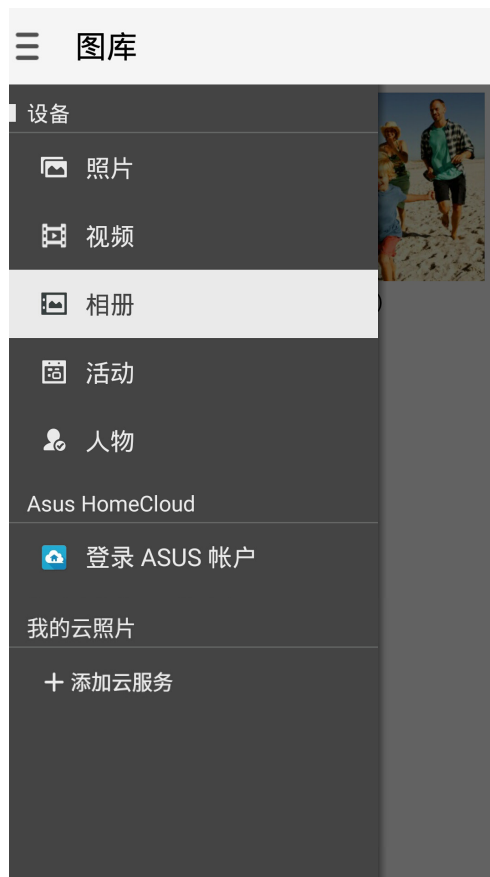 图库
设备
照片
视频
相册
活动
人物
Asus HomeCloud
登录 ASUS 帐户
我的云照片
添加云服务